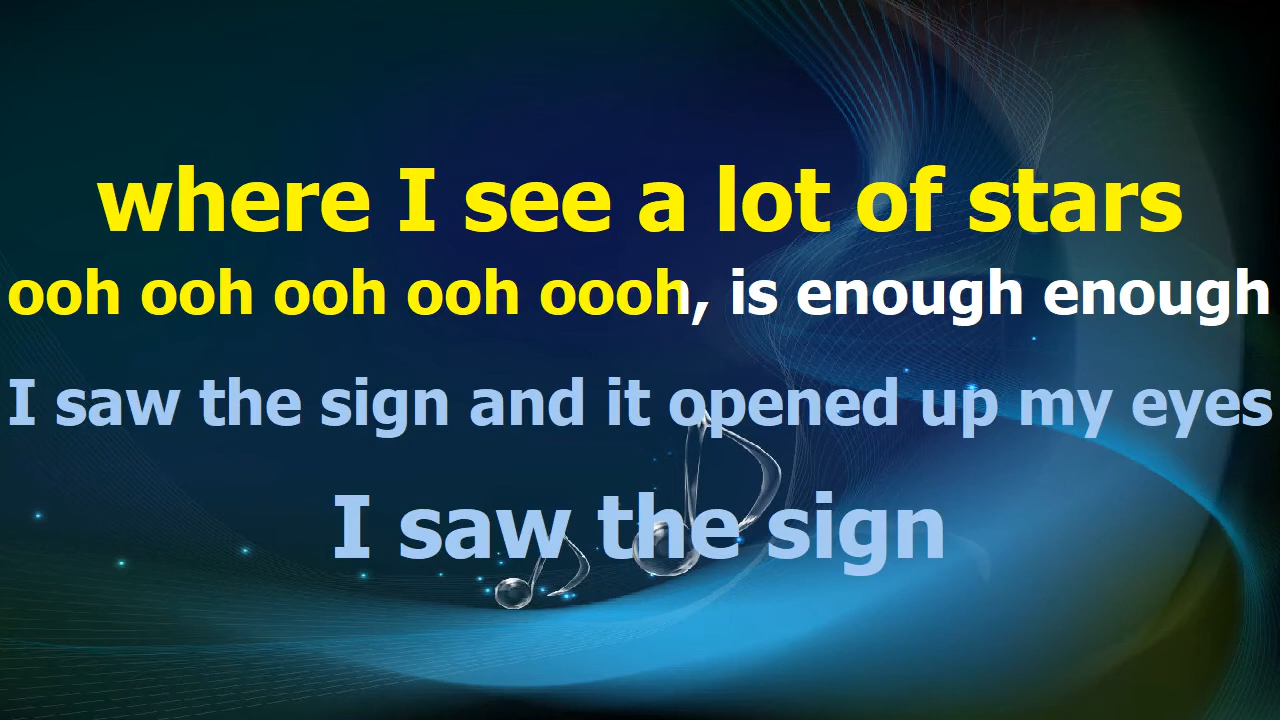 where I see a lot of stars
ooh ooh ooh ooh oooh, is enough enough
I saw the sign and it opened up my eyes
I saw the sign